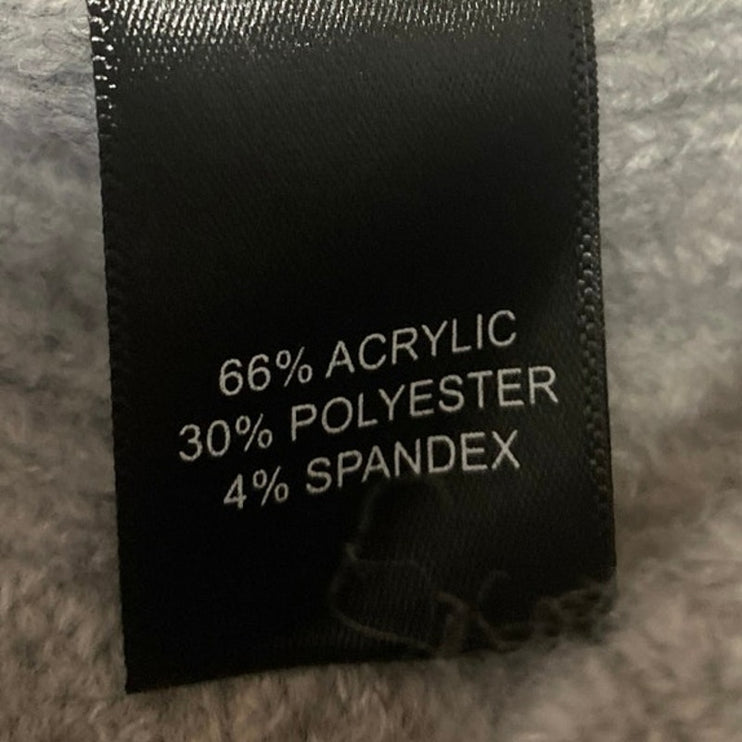 66% ACRYLIC
30% POLYESTER
4% SPANDEX